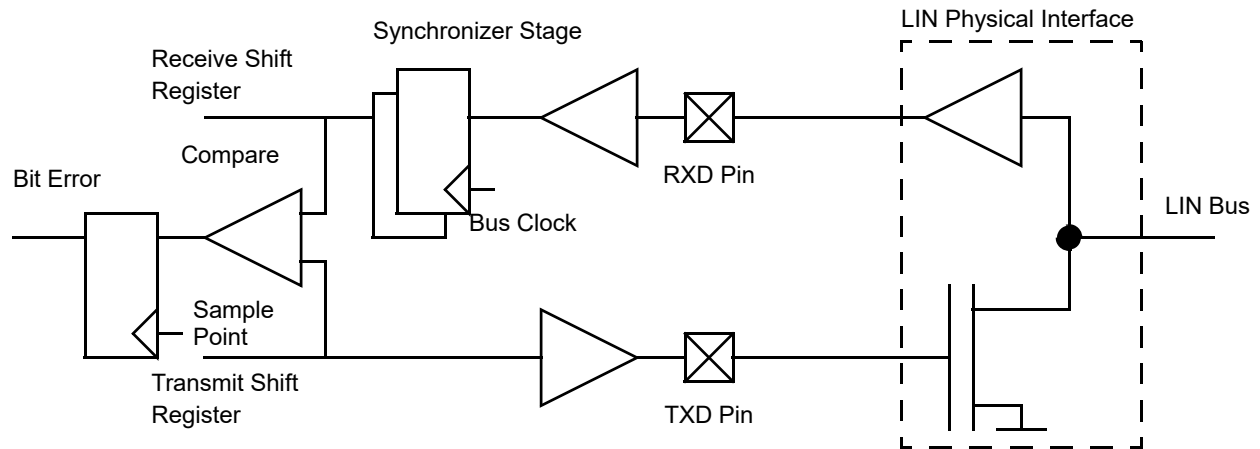 LIN Physical Interface
Synchronizer Stage
Receive Shift
Register
Compare
RXD Pin
Bit Error
LIN Bus
Bus Clock
Sample
Point
Transmit Shift
Register
TXD Pin